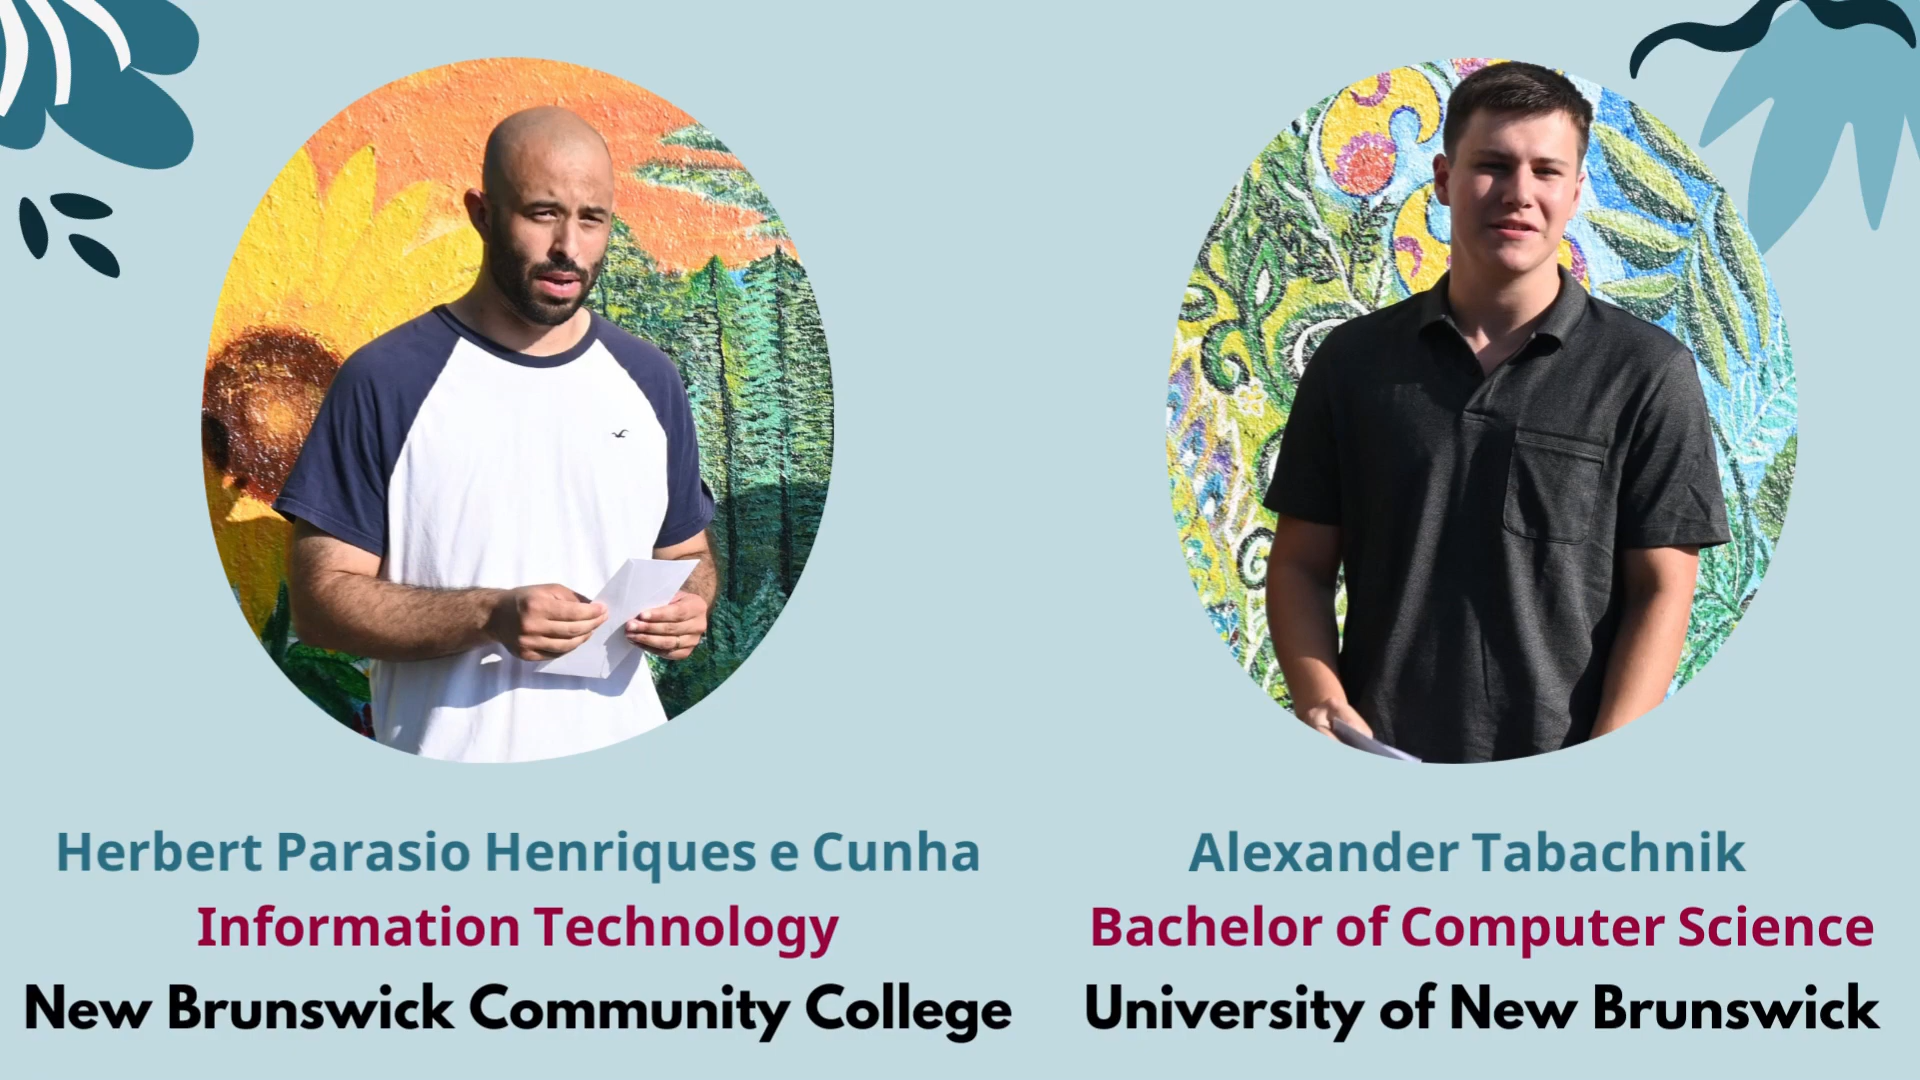 Herbert Parasio Henriques e Cunha
Information Technology
New Brunswick Community College
Alexander Tabachnik
Bachelor of Computer Science
University of New Brunswick